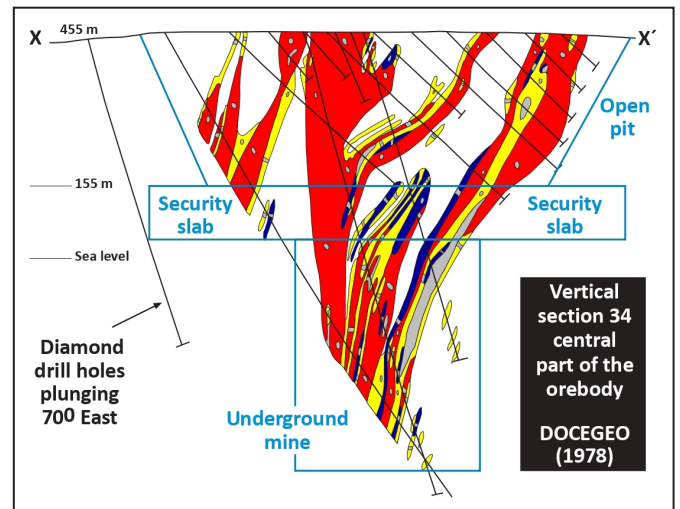 X
455 m
X′
Open
pit
155 m
Security
slab
Security
slab
Sea level
Diamond
drill holes
plunging
70⁰ East
Underground
mine
Vertical
section 34
central
part of the
orebody
DOCEGEO
(1978)